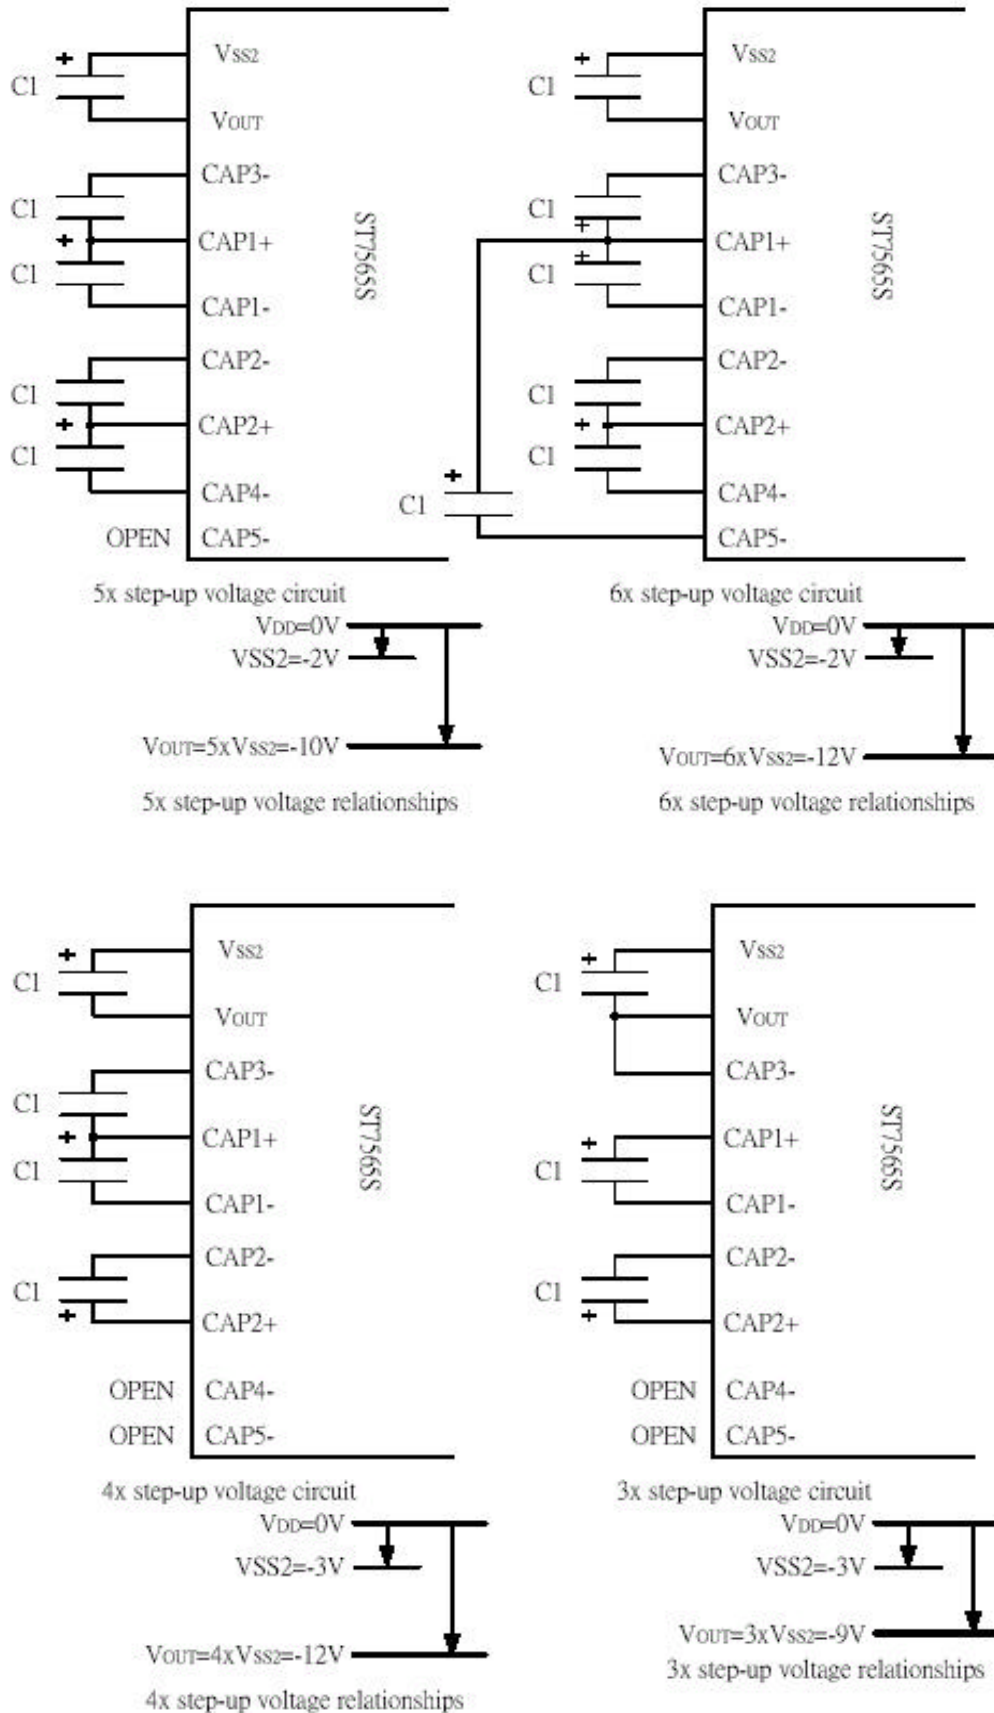 C1
VSS2
VOUT
C1
CAP3-
CAP1+
C1
CAP1-
CAP2-
C1
CAP2+
C1
CAP4-
OPEN CAP5-
ST7565S
5x step-up voltage circuit
VDD=0V
VSS2=-2V
VOUT=5xVSS2=-10V
5x step-up voltage relationships
C1
VSS2
VOUT
C1
CAP3-
CAP1+
C1
CAP1-
CAP2-
C1
CAP2+
C1
CAP4-
C1
CAP5-
ST7565S
6x step-up voltage circuit
VDD=0V
VSS2=-2V
VOUT=6xVSS2=-12V
6x step-up voltage relationships
C1
VSS2
VOUT
C1
CAP3-
CAP1+
C1
CAP1-
CAP2-
C1
CAP2+
OPEN CAP4-
OPEN CAP5-
ST7565S
4x step-up voltage circuit
VDD=0V
VSS2=-3V
VOUT=4xVSS2=-12V
4x step-up voltage relationships
C1
VSS2
VOUT
CAP3-
CAP1+
C1
CAP1-
CAP2-
C1
CAP2+
OPEN CAP4-
OPEN CAP5-
ST7565S
3x step-up voltage circuit
VDD=0V
VSS2=-3V
VOUT=3xVSS2=-9V
3x step-up voltage relationships